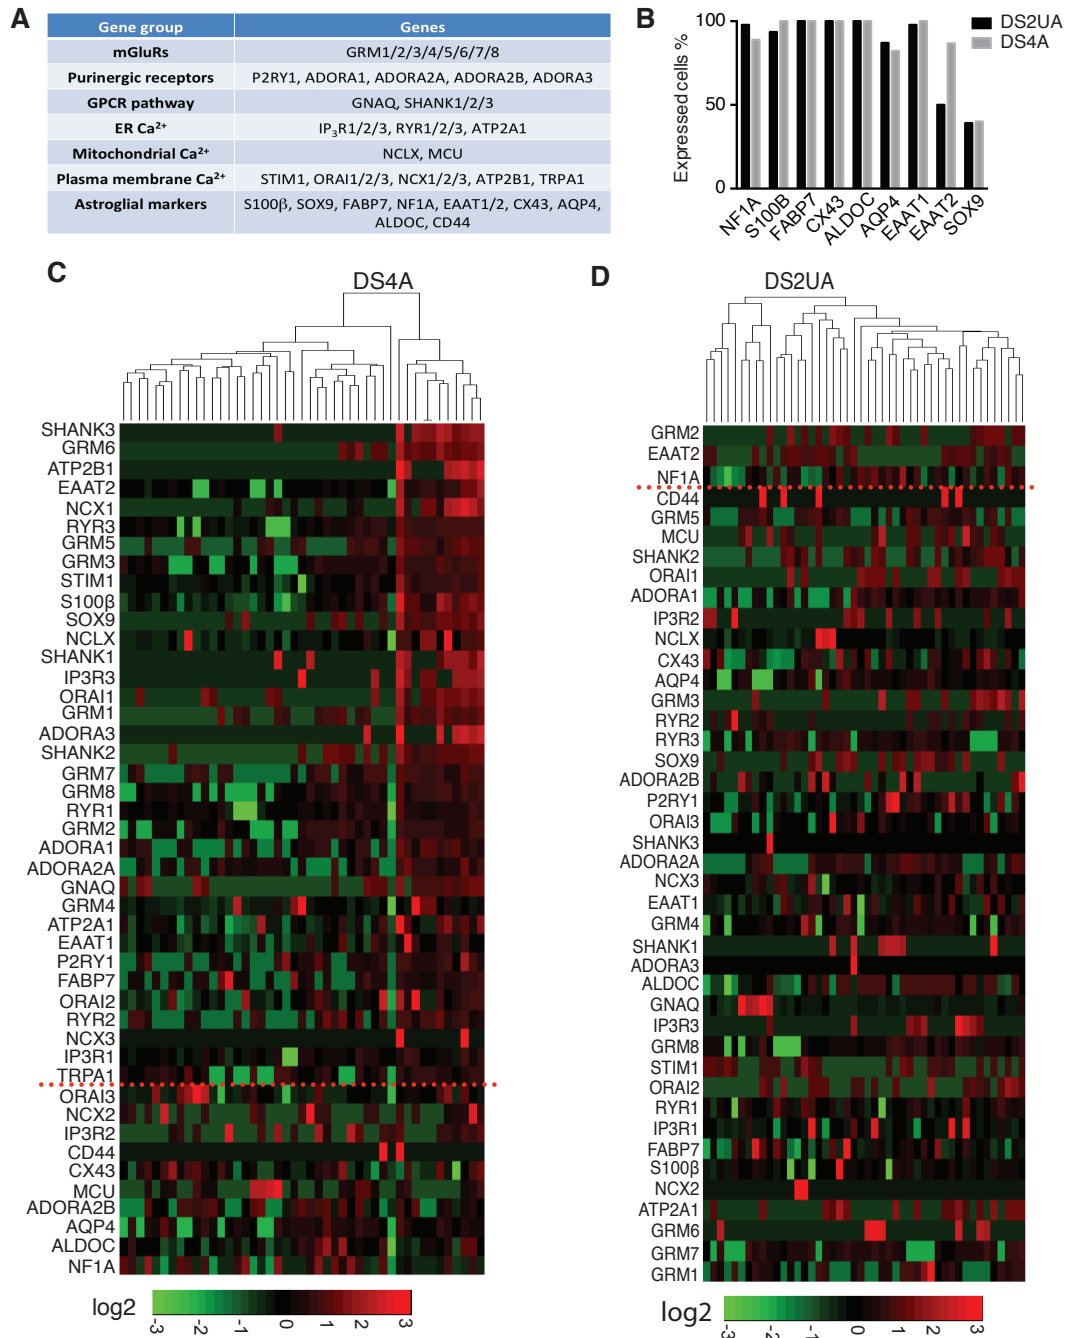 A
Gene group Genes
mGluRs GRM1/2/3/4/5/6/7/8
Purinergic receptors P2RY1, ADORA1, ADORA2A, ADORA2B, ADORA3
GPCR pathway GNAQ, SHANK1/2/3
ER Ca²⁺ IP₃R1/2/3, RYR1/2/3, ATP2A1
Mitochondrial Ca²⁺ NCLX, MCU
Plasma membrane Ca²⁺ STIM1, ORAI1/2/3, NCX1/2/3, ATP2B1, TRPA1
Astroglial markers S100β, SOX9, FABP7, NF1A, EAAT1/2, CX43, AQP4,
ALDOC, CD44
B
Expressed cells %
100
50
0
DS2UA
DS4A
NF1A
S100B
FABP7
CX43
ALDOC
AQP4
EAAT1
EAAT2
SOX9
C
DS4A
SHANK3
GRM6
ATP2B1
EAAT2
NCX1
RYR3
GRM5
GRM3
STIM1
S100β
SOX9
NCLX
SHANK1
IP3R3
ORAI1
GRM1
ADORA3
SHANK2
GRM7
GRM8
RYR1
GRM2
ADORA1
ADORA2A
GNAQ
GRM4
ATP2A1
EAAT1
P2RY1
FABP7
ORAI2
RYR2
NCX3
IP3R1
TRPA1
ORAI3
NCX2
IP3R2
CD44
CX43
MCU
ADORA2B
AQP4
ALDOC
NF1A
log2
-3 -2 -1 0 1 2 3
D
DS2UA
GRM2
EAAT2
NF1A
CD44
GRM5
MCU
SHANK2
ORAI1
ADORA1
IP3R2
NCLX
CX43
AQP4
GRM3
RYR2
RYR3
SOX9
ADORA2B
P2RY1
ORAI3
SHANK3
ADORA2A
NCX3
EAAT1
GRM4
SHANK1
ADORA3
ALDOC
GNAQ
IP3R3
GRM8
STIM1
ORAI2
RYR1
IP3R1
FABP7
S100β
NCX2
ATP2A1
GRM6
GRM7
GRM1
log2
-3 -2 -1 0 1 2 3